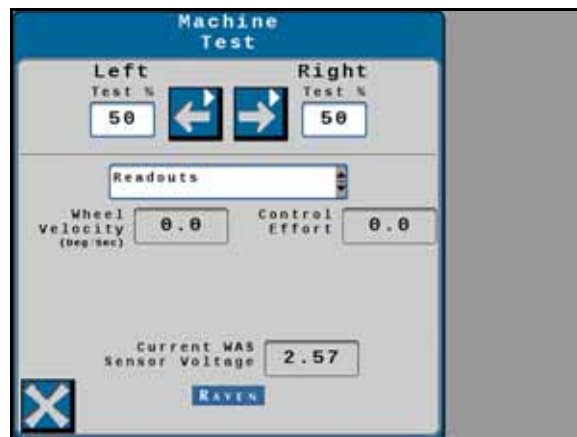 Machine
Test
Left Right
Test % Test %
50 50
Readouts
Wheel
Velocity
(Deg/Sec)
0.0
Control
Effort
0.0
Current WAS
Sensor Voltage
2.57
RAVEN